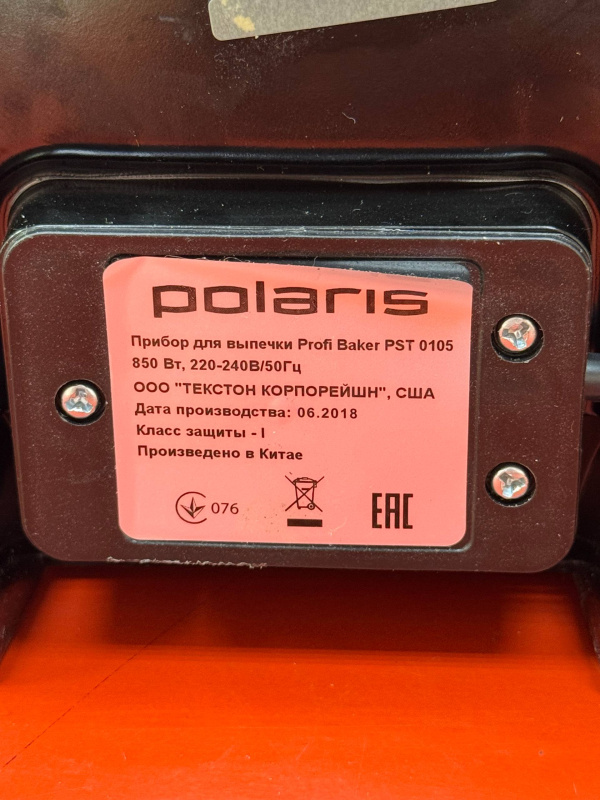 polaris
Прибор для выпечки Profi Baker PST 0105
850 Вт, 220-240В/50Гц
ООО "ТЕКСТОН КОРПОРЕЙШН", США
Дата производства: 06.2018
Класс защиты - I
Произведено в Китае
076
EAC